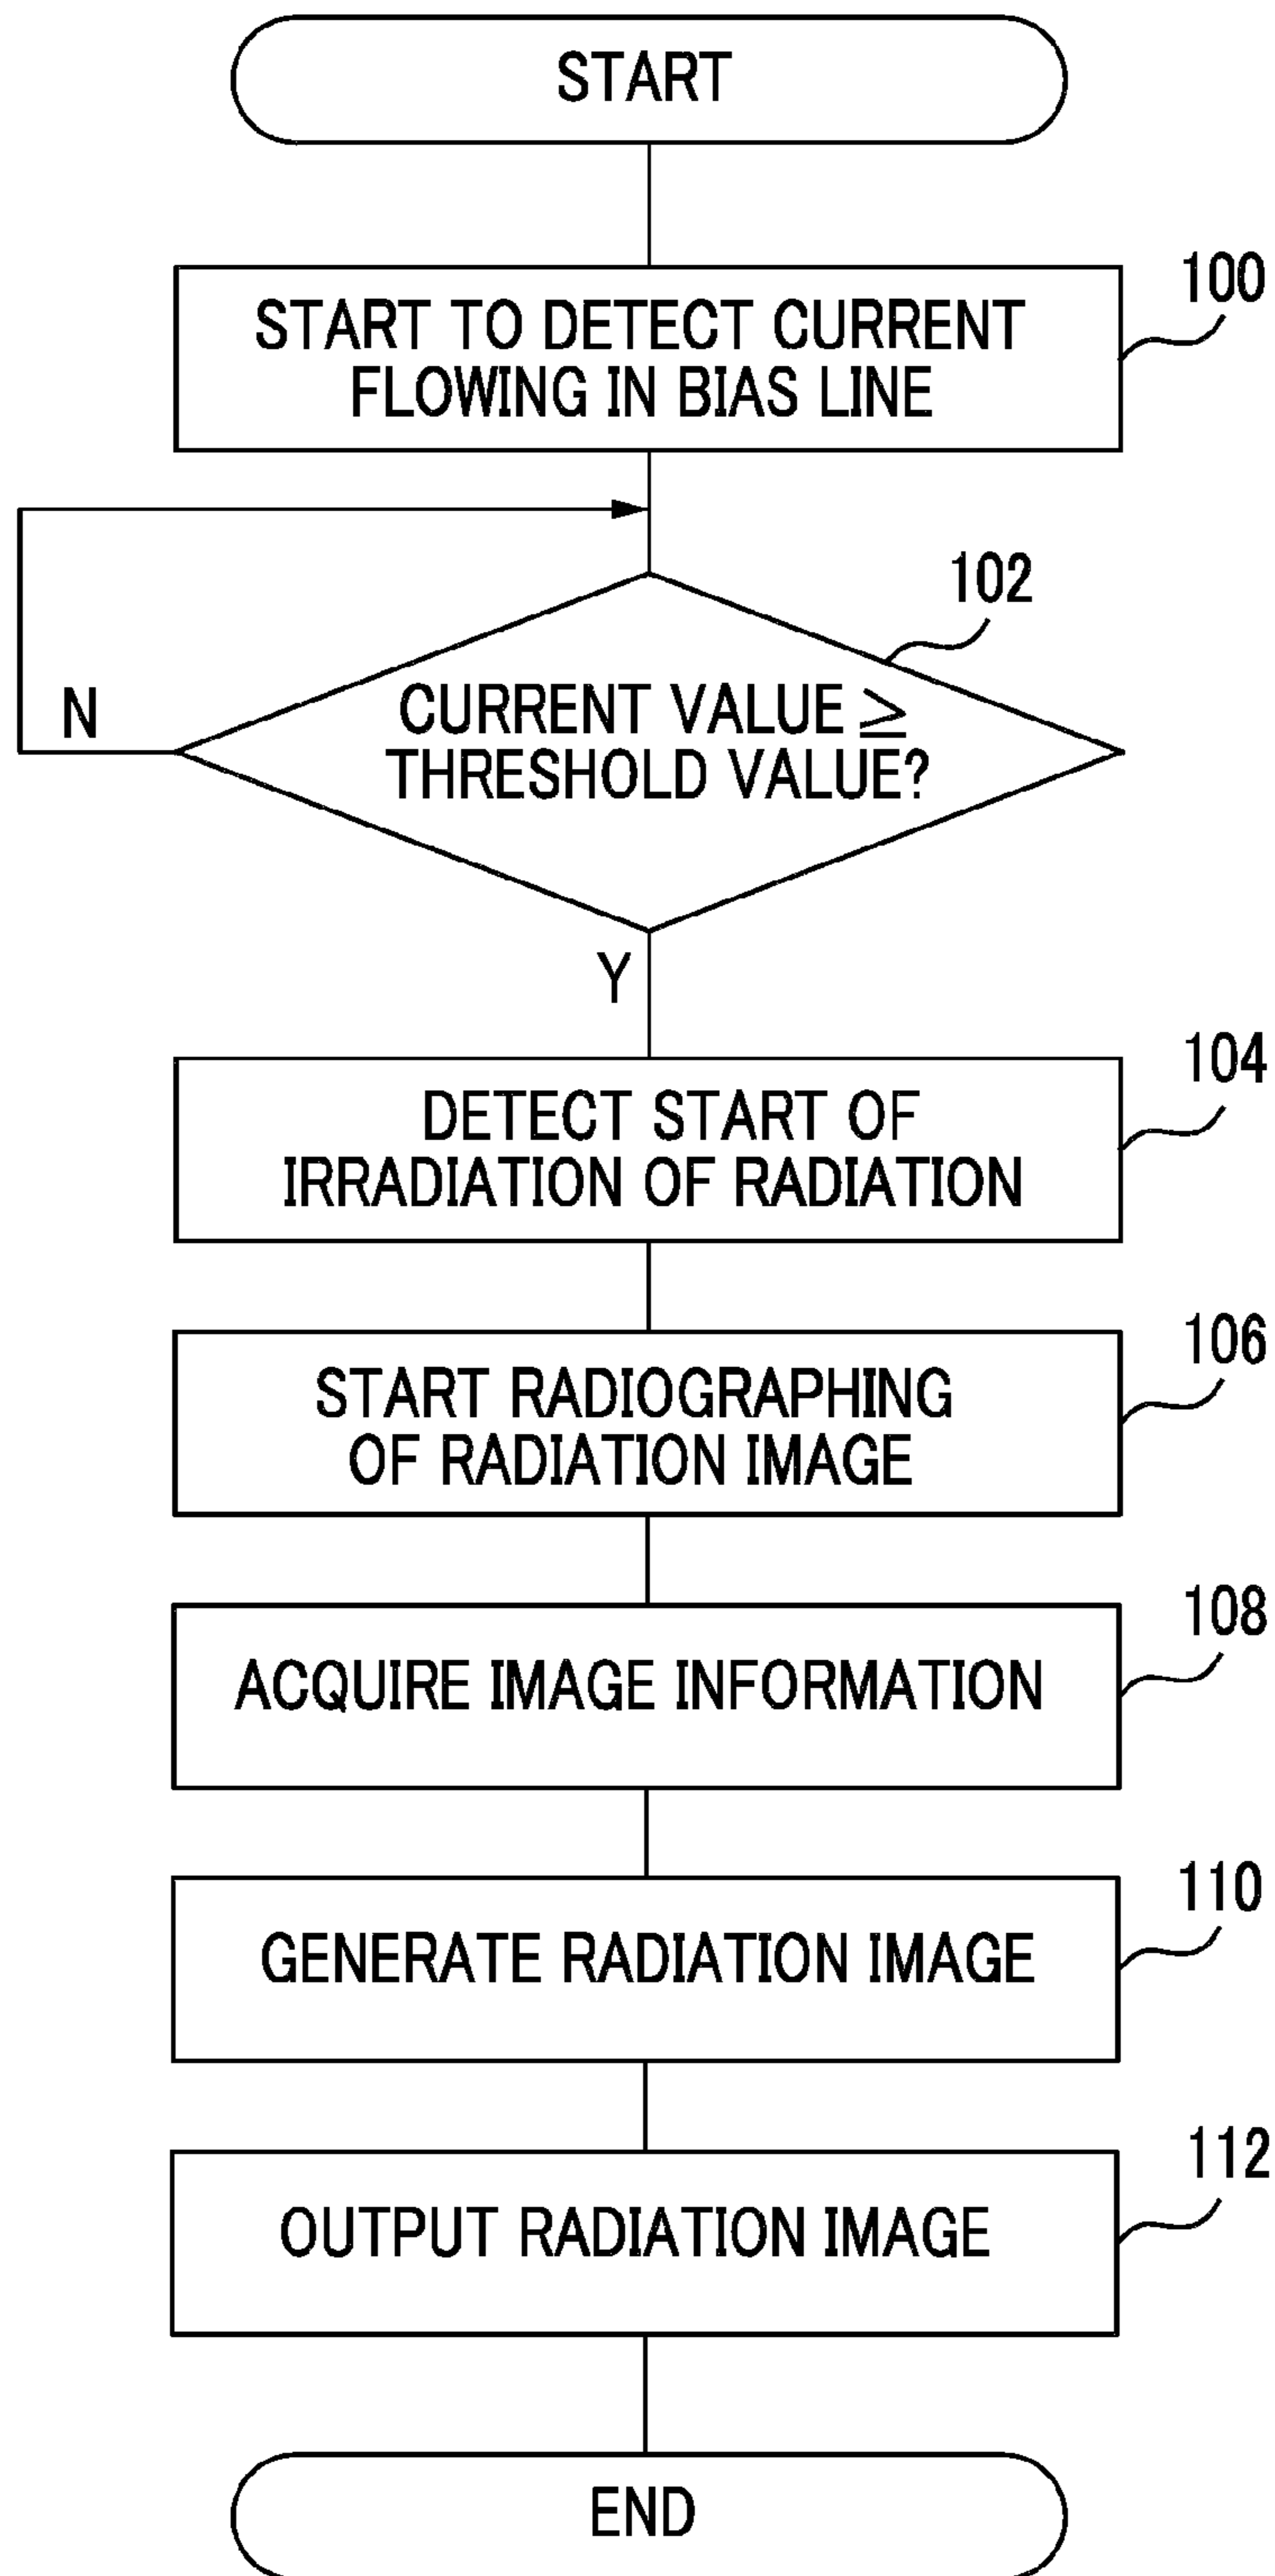 START
100
START TO DETECT CURRENT
FLOWING IN BIAS LINE
102
CURRENT VALUE ≧
THRESHOLD VALUE?
N
Y
104
DETECT START OF
IRRADIATION OF RADIATION
106
START RADIOGRAPHING
OF RADIATION IMAGE
108
ACQUIRE IMAGE INFORMATION
110
GENERATE RADIATION IMAGE
112
OUTPUT RADIATION IMAGE
END